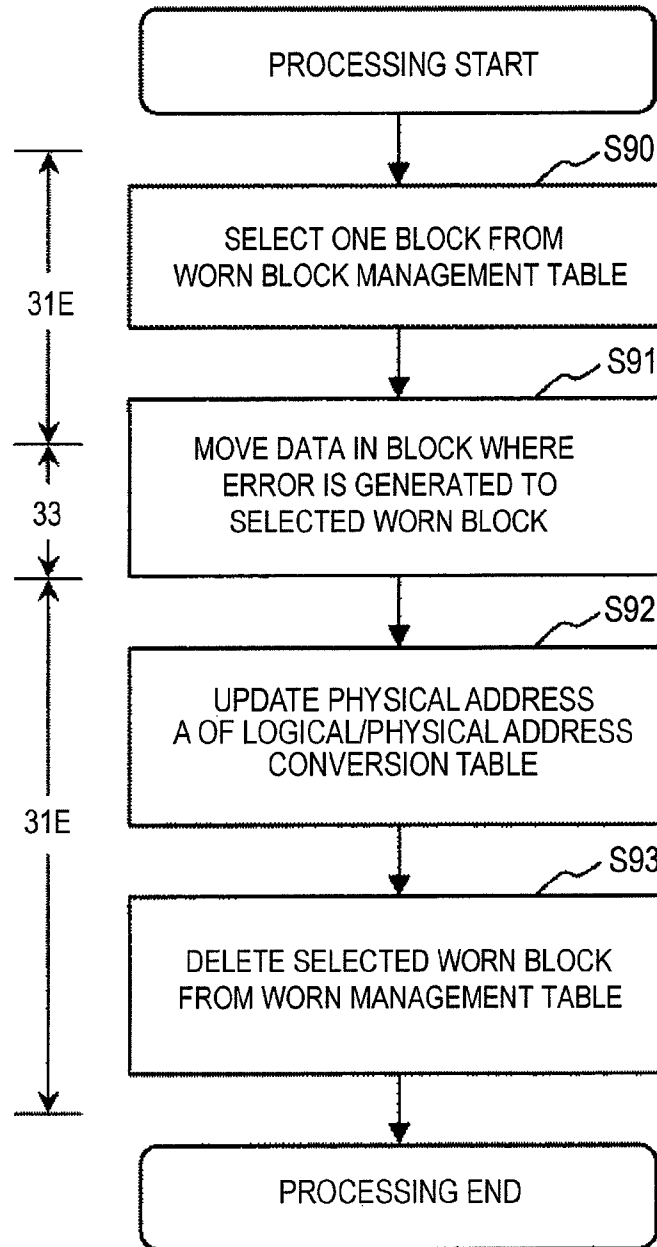 PROCESSING START
S90
SELECT ONE BLOCK FROM
WORN BLOCK MANAGEMENT TABLE
31E
S91
MOVE DATA IN BLOCK WHERE
ERROR IS GENERATED TO
SELECTED WORN BLOCK
33
S92
UPDATE PHYSICAL ADDRESS
A OF LOGICAL/PHYSICAL ADDRESS
CONVERSION TABLE
31E
S93
DELETE SELECTED WORN BLOCK
FROM WORN MANAGEMENT TABLE
PROCESSING END